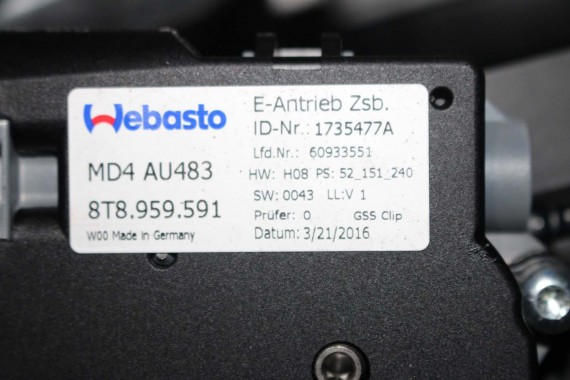 Webasto
MD4 AU483
8T8.959.591
W00 Made in Germany
E-Antrieb Zsb.
ID-Nr.: 1735477A
Lfd.Nr.: 60933551
HW: H08 PS: 52_151_240
SW: 0043 LL:V 1
Prüfer: 0 GSS Clip
Datum: 3/21/2016